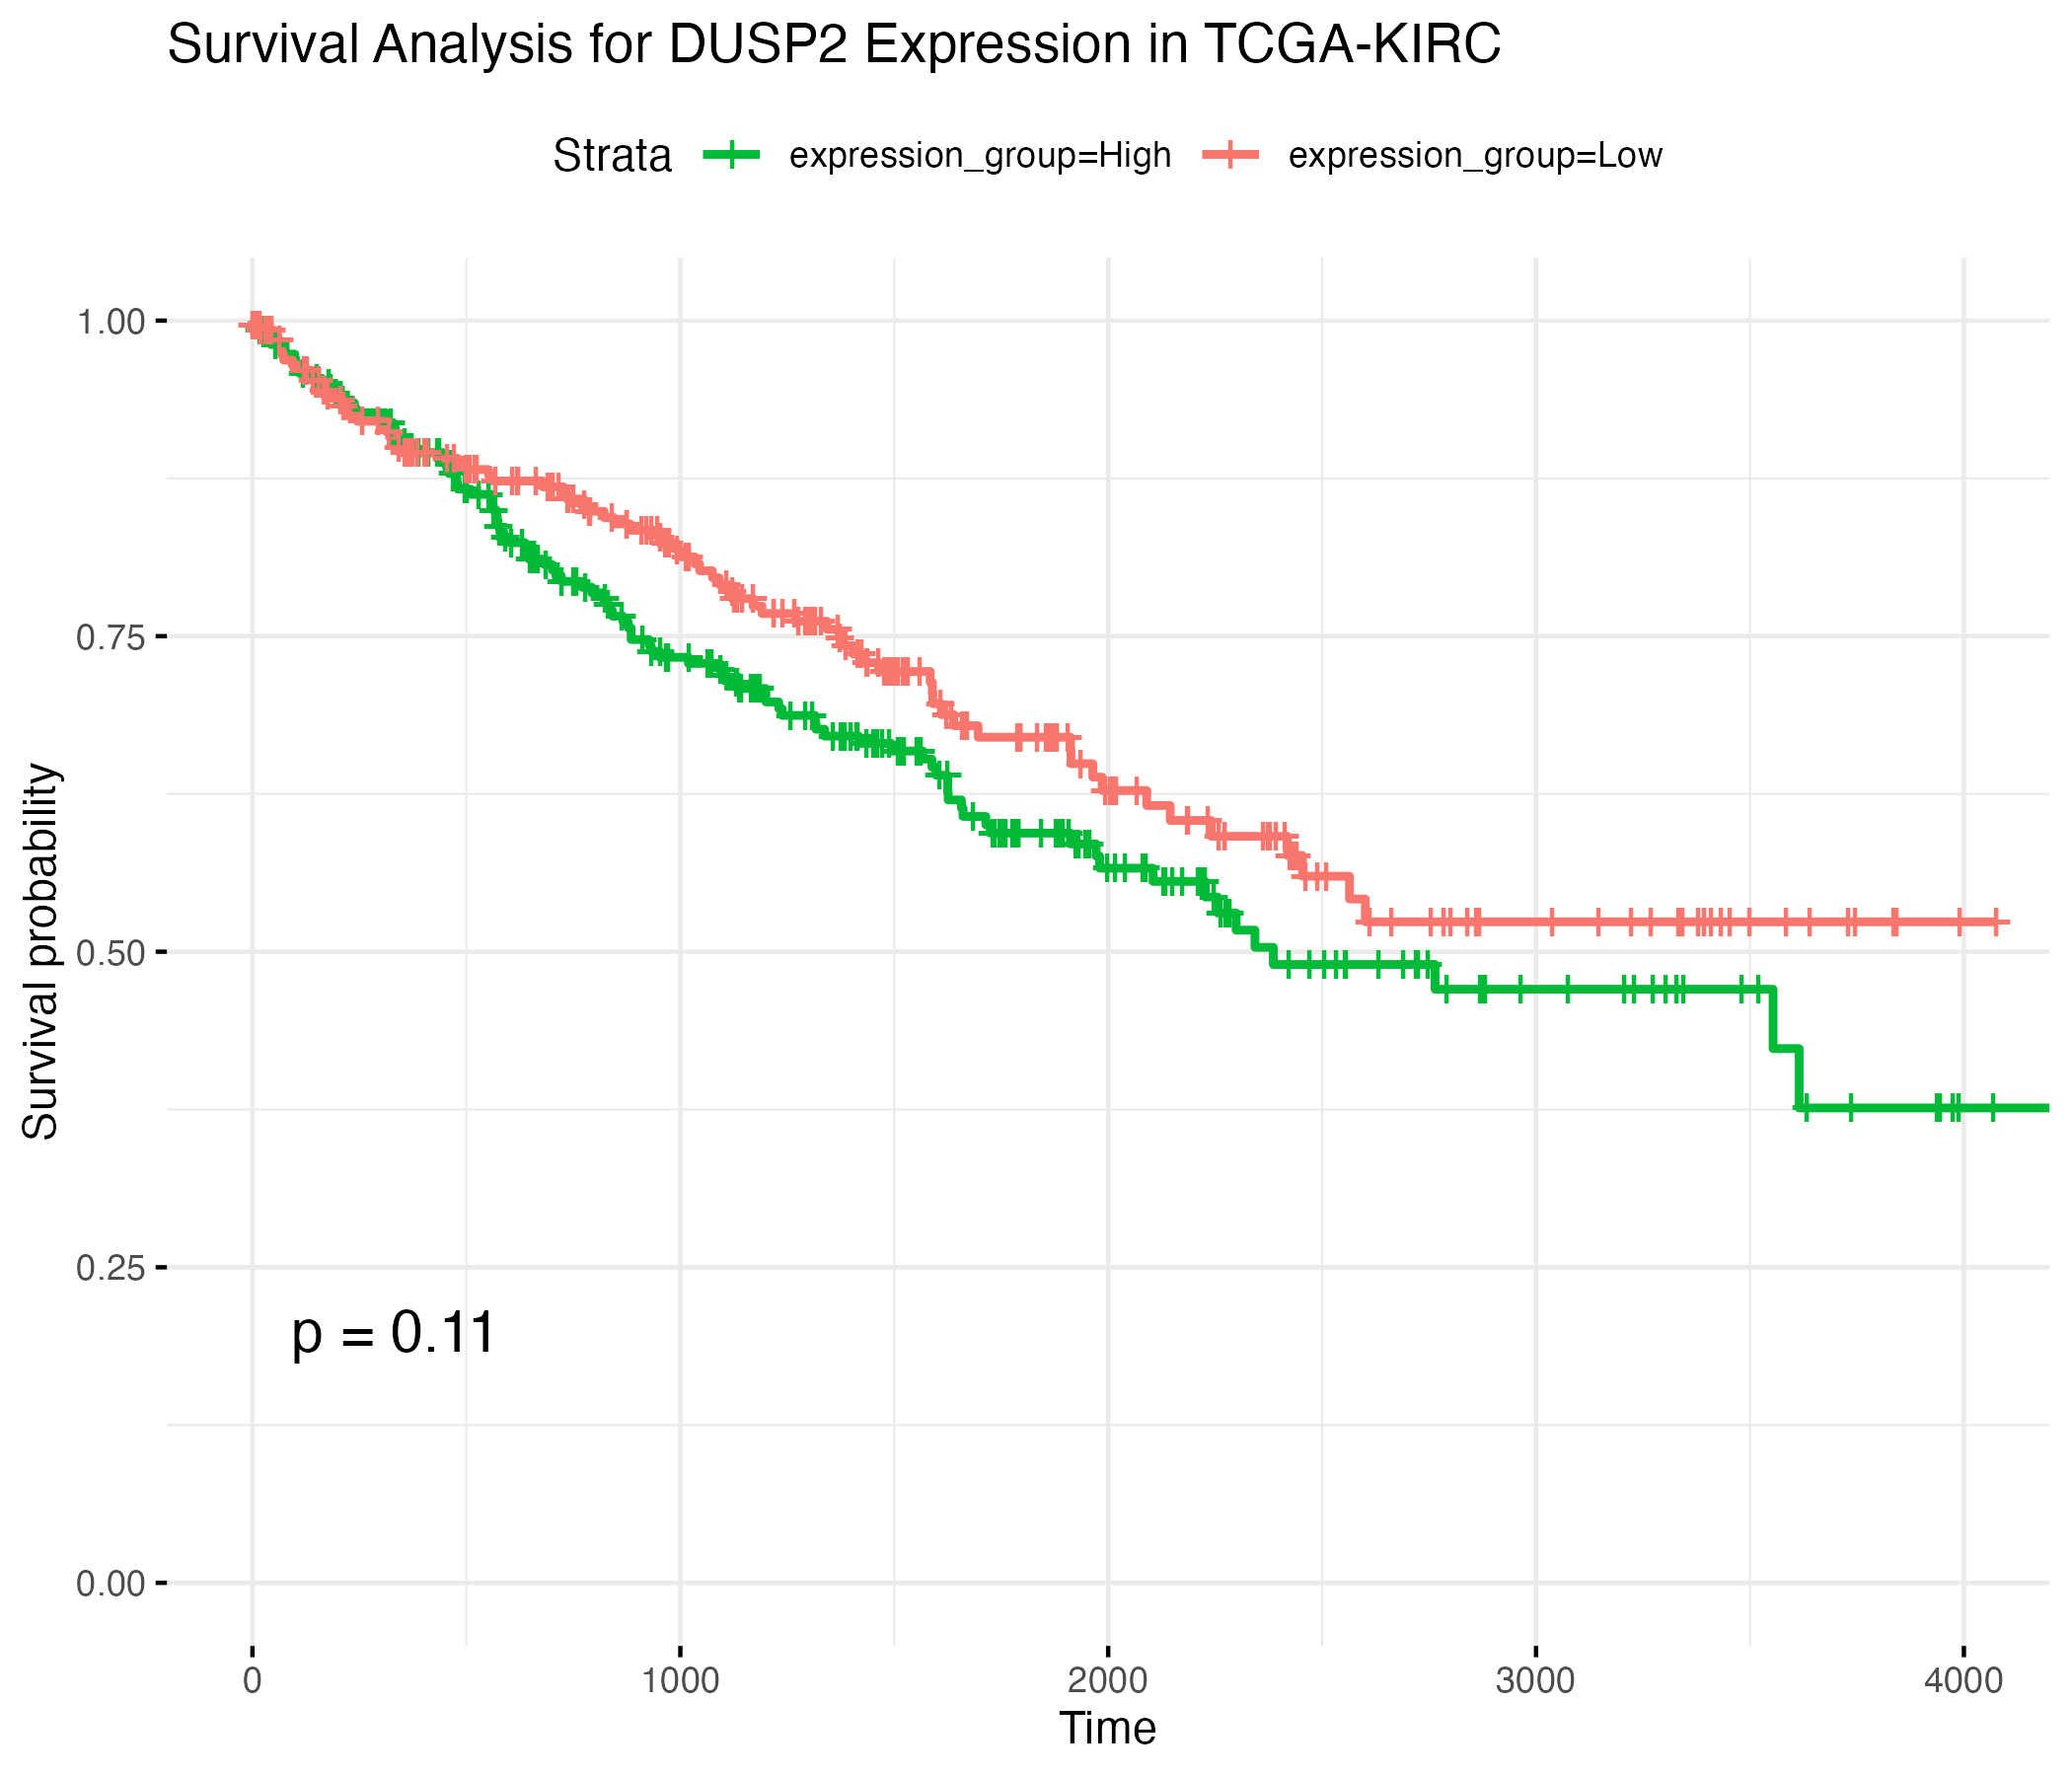 Survival Analysis for DUSP2 Expression in TCGA-KIRC
Strata expression_group=High expression_group=Low
Survival probability
1.00
0.75
0.50
0.25
0.00
p = 0.11
0 1000 2000 3000 4000
Time